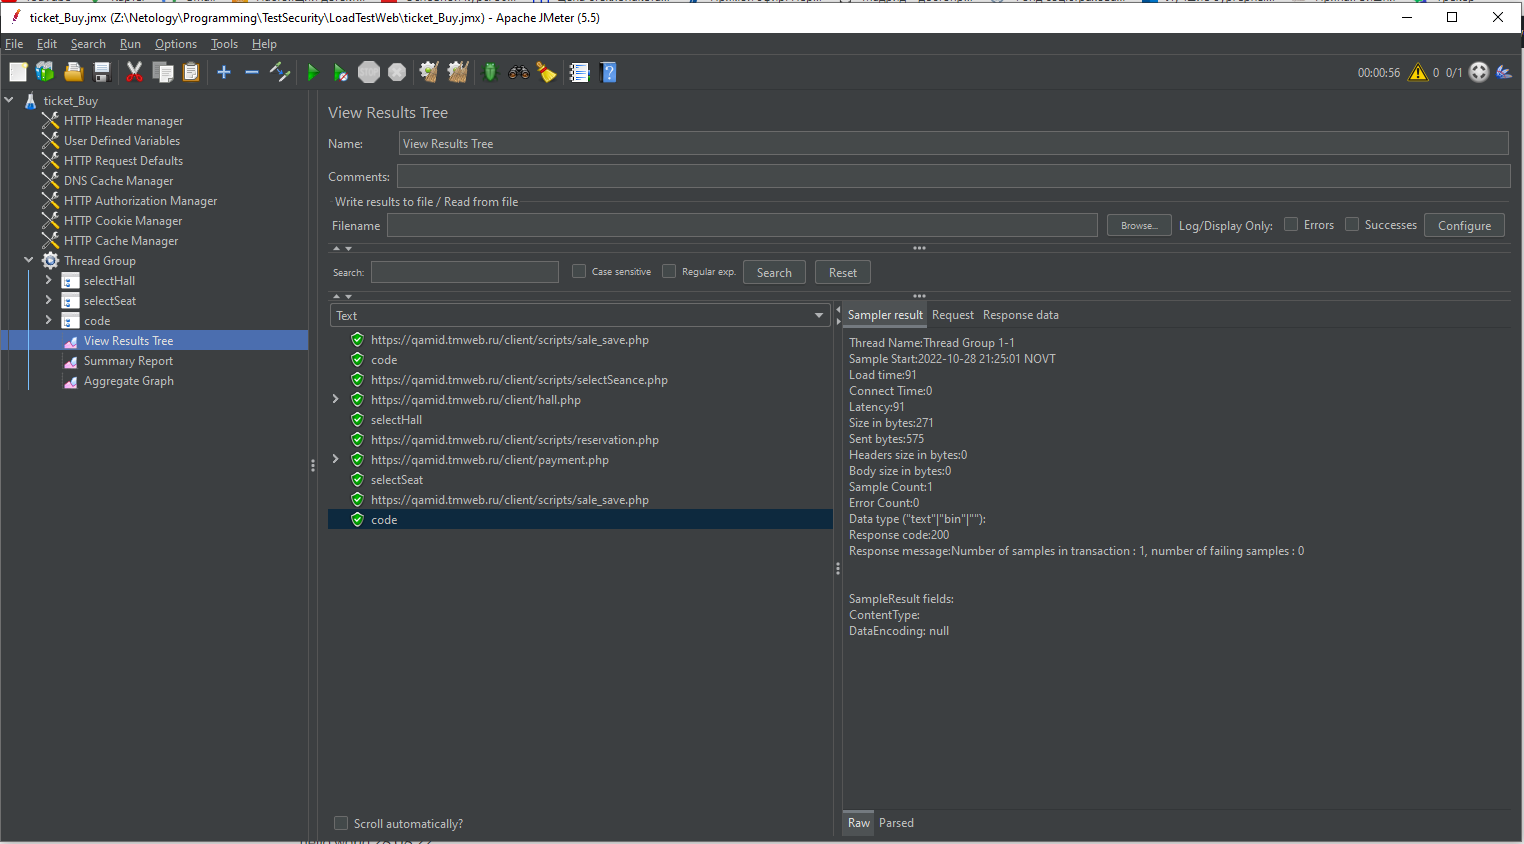 ticket_Buy.jmx (Z:\Netology\Programming\TestSecurity\LoadTestWeb\ticket_Buy.jmx) - Apache JMeter (5.5)
File Edit Search Run Options Tools Help
00:00:56 0 0/1
ticket_Buy
HTTP Header manager
User Defined Variables
HTTP Request Defaults
DNS Cache Manager
HTTP Authorization Manager
HTTP Cookie Manager
HTTP Cache Manager
Thread Group
selectHall
selectSeat
code
View Results Tree
Summary Report
Aggregate Graph
View Results Tree
Name: View Results Tree
Comments:
Write results to file / Read from file
Filename Browse... Log/Display Only: Errors Successes Configure
Search: Case sensitive Regular exp. Search Reset
Text
https://qamid.tmweb.ru/client/scripts/sale_save.php
code
https://qamid.tmweb.ru/client/scripts/selectSeance.php
https://qamid.tmweb.ru/client/hall.php
selectHall
https://qamid.tmweb.ru/client/scripts/reservation.php
https://qamid.tmweb.ru/client/payment.php
selectSeat
https://qamid.tmweb.ru/client/scripts/sale_save.php
code
Scroll automatically?
Sampler result Request Response data
Thread Name:Thread Group 1-1
Sample Start:2022-10-28 21:25:01 NOVT
Load time:91
Connect Time:0
Latency:91
Size in bytes:271
Sent bytes:575
Headers size in bytes:0
Body size in bytes:0
Sample Count:1
Error Count:0
Data type ("text"|"bin"|""):
Response code:200
Response message:Number of samples in transaction : 1, number of failing samples : 0
SampleResult fields:
ContentType:
DataEncoding: null
Raw Parsed